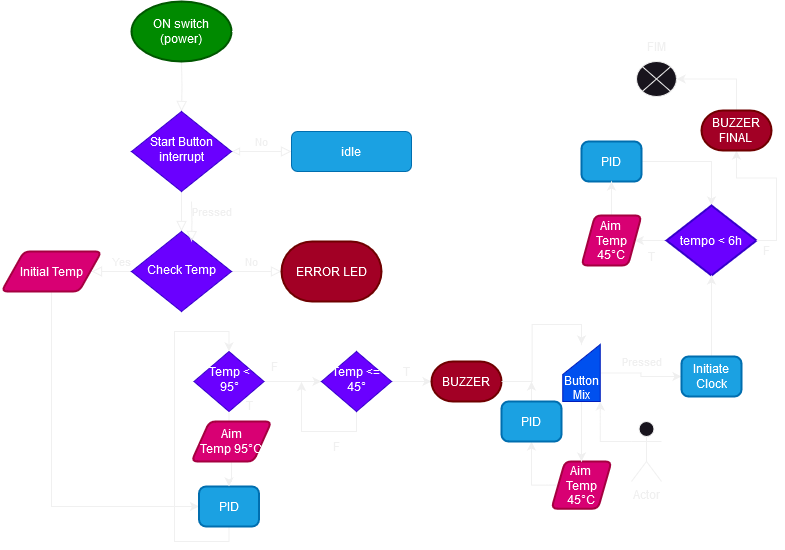 ON switch
(power)
FIM
BUZZER
FINAL
Start Button
interrupt
No
idle
PID
Pressed
Aim
Temp
45°C
tempo < 6h
T
F
Initial Temp
Yes
Check Temp
No
ERROR LED
Temp <
95°
F
Temp <=
45°
T
BUZZER
Button
Mix
Pressed
Initiate
Clock
Aim
Temp 95°C
F
PID
PID
Aim
Temp
45°C
Actor